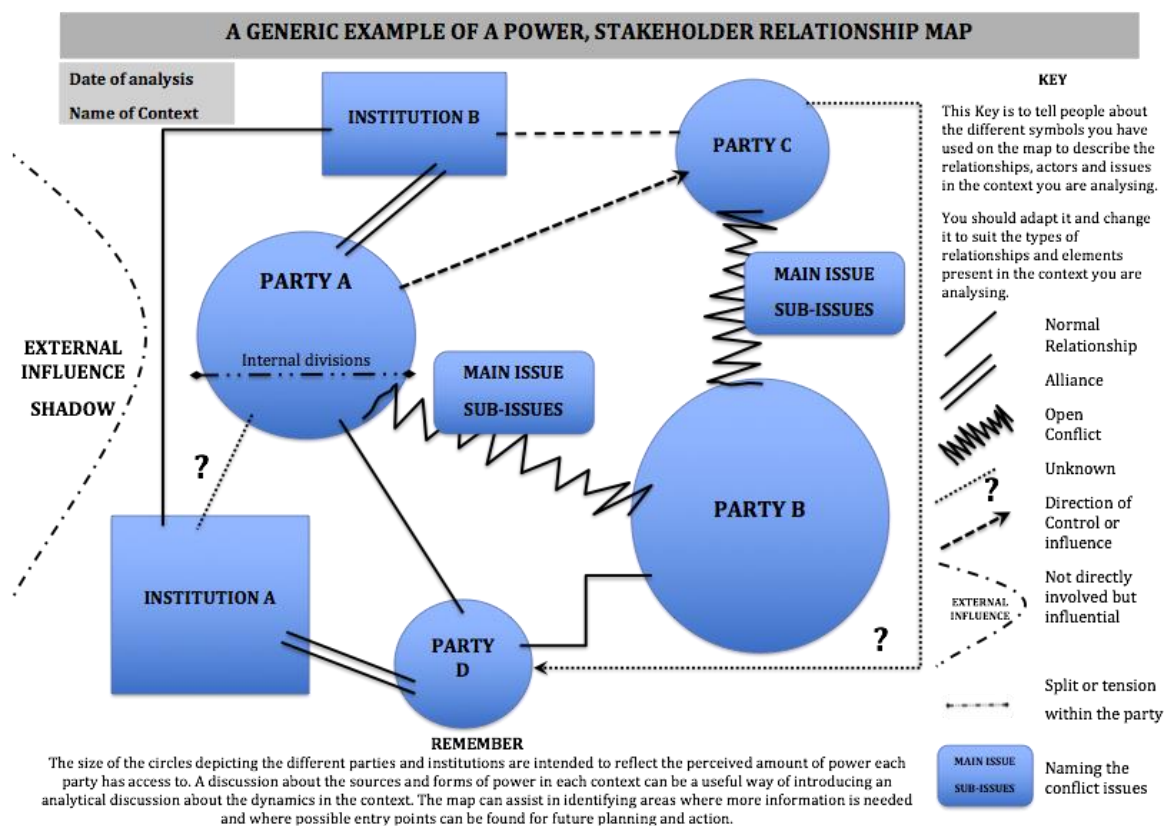 A GENERIC EXAMPLE OF A POWER, STAKEHOLDER RELATIONSHIP MAP
Date of analysis
Name of Context
INSTITUTION B
PARTY C
PARTY A
Internal divisions
MAIN ISSUE
SUB-ISSUES
MAIN ISSUE
SUB-ISSUES
EXTERNAL
INFLUENCE
SHADOW
?
PARTY B
INSTITUTION A
PARTY
D
?
KEY
This Key is to tell people about
the different symbols you have
used on the map to describe the
relationships, actors and issues
in the context you are analysing.
You should adapt it and change
it to suit the types of
relationships and elements
present in the context you are
analysing.
Normal
Relationship
Alliance
Open
Conflict
Unknown
?
Direction of
Control or
influence
Not directly
involved but
influential
EXTERNAL
INFLUENCE
Split or tension
within the party
MAIN ISSUE
SUB-ISSUES
Naming the
conflict issues
REMEMBER
The size of the circles depicting the different parties and institutions are intended to reflect the perceived amount of power each
party has access to. A discussion about the sources and forms of power in each context can be a useful way of introducing an
analytical discussion about the dynamics in the context. The map can assist in identifying areas where more information is needed
and where possible entry points can be found for future planning and action.